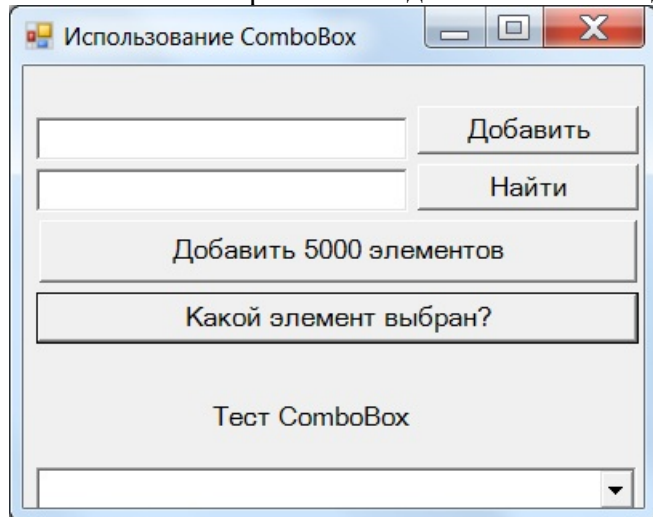 Использование ComboBox
Добавить
Найти
Добавить 5000 элементов
Какой элемент выбран?
Тест ComboBox